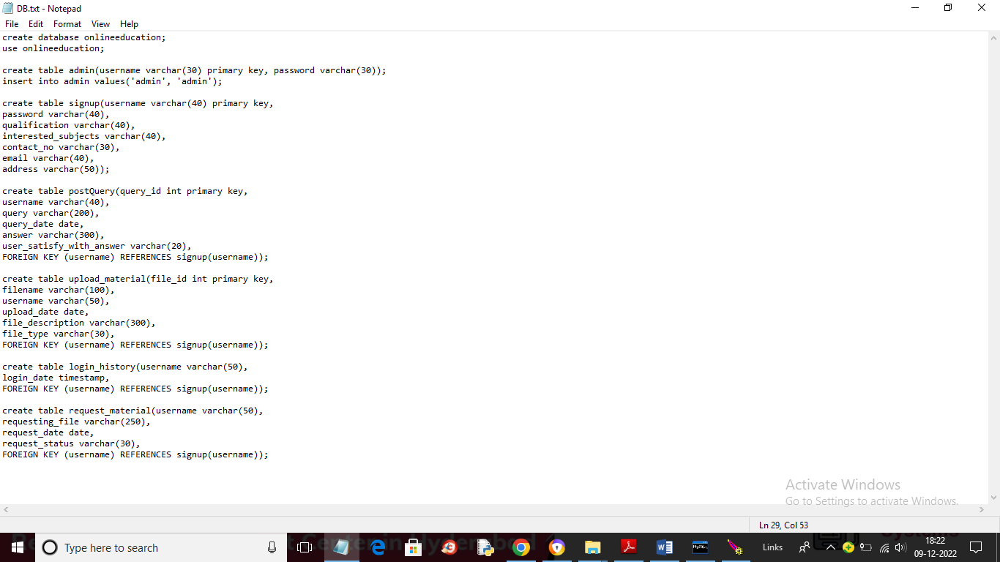 DB.txt - Notepad
File Edit Format View Help
create database onlineeducation;
use onlineeducation;
create table admin(username varchar(30) primary key, password varchar(30));
insert into admin values('admin', 'admin');
create table signup(username varchar(40) primary key,
password varchar(40),
qualification varchar(40),
interested_subjects varchar(40),
contact_no varchar(30),
email varchar(40),
address varchar(50));
create table postQuery(query_id int primary key,
username varchar(40),
query varchar(200),
query_date date,
answer varchar(300),
user_satisfy_with_answer varchar(20),
FOREIGN KEY (username) REFERENCES signup(username));
create table upload_material(file_id int primary key,
filename varchar(100),
username varchar(50),
upload_date date,
file_description varchar(300),
file_type varchar(30),
FOREIGN KEY (username) REFERENCES signup(username));
create table login_history(username varchar(50),
login_date timestamp,
FOREIGN KEY (username) REFERENCES signup(username));
create table request_material(username varchar(50),
requesting_file varchar(250),
request_date date,
request_status varchar(30),
FOREIGN KEY (username) REFERENCES signup(username));
Activate Windows
Go to Settings to activate Windows.
Ln 29, Col 53
Type here to search
MySQL
Links
18:22
09-12-2022